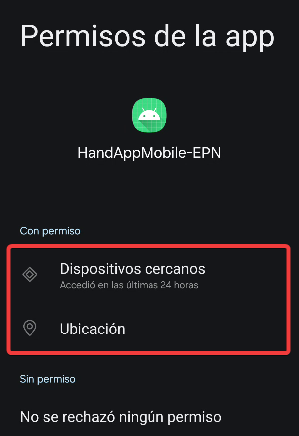 Permisos de la app
HandAppMobile-EPN
Con permiso
Dispositivos cercanos
Accedió en las últimas 24 horas
Ubicación
Sin permiso
No se rechazó ningún permiso